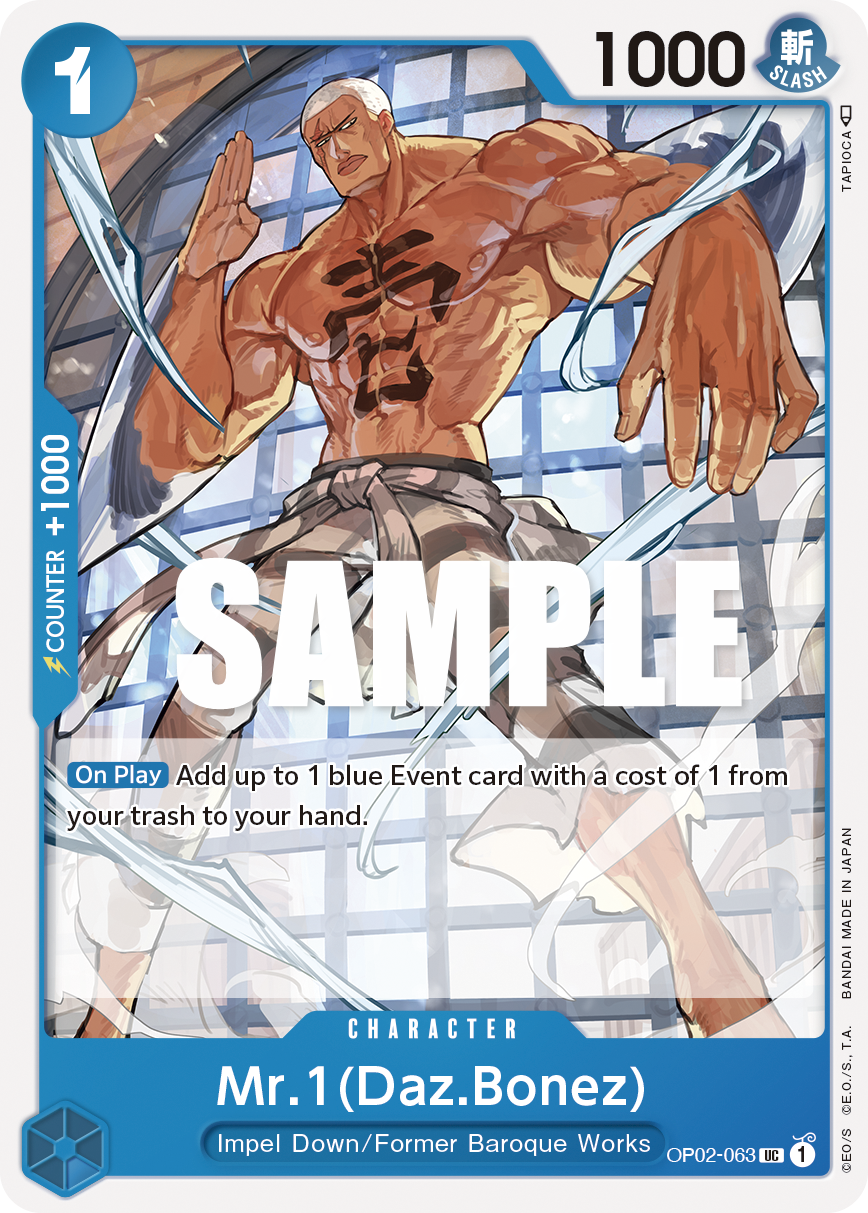 1
1000
斬
SLASH
TAPIOCA
COUNTER +1000
SAMPLE
On Play Add up to 1 blue Event card with a cost of 1 from
your trash to your hand.
CHARACTER
Mr.1(Daz.Bonez)
Impel Down/Former Baroque Works
OP02-063 UC 1
©EO/S ©E.O./S., T.A. BANDAI MADE IN JAPAN